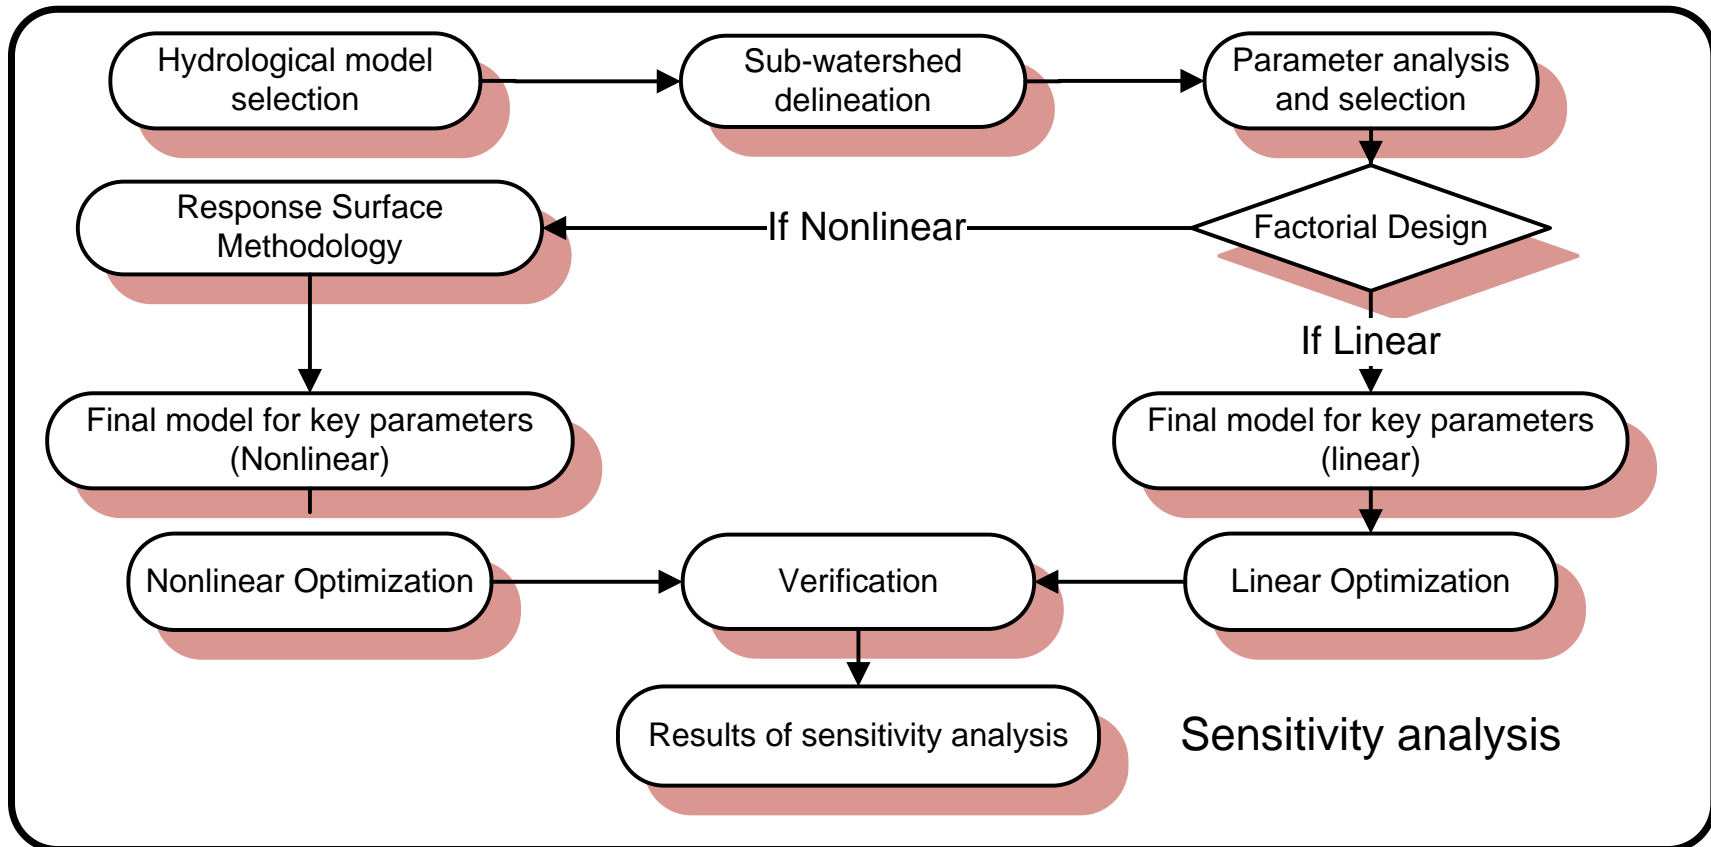 Hydrological model
selection
Sub-watershed
delineation
Parameter analysis
and selection
Response Surface
Methodology
If Nonlinear
Factorial Design
If Linear
Final model for key parameters
(Nonlinear)
Final model for key parameters
(linear)
Nonlinear Optimization
Verification
Linear Optimization
Results of sensitivity analysis
Sensitivity analysis